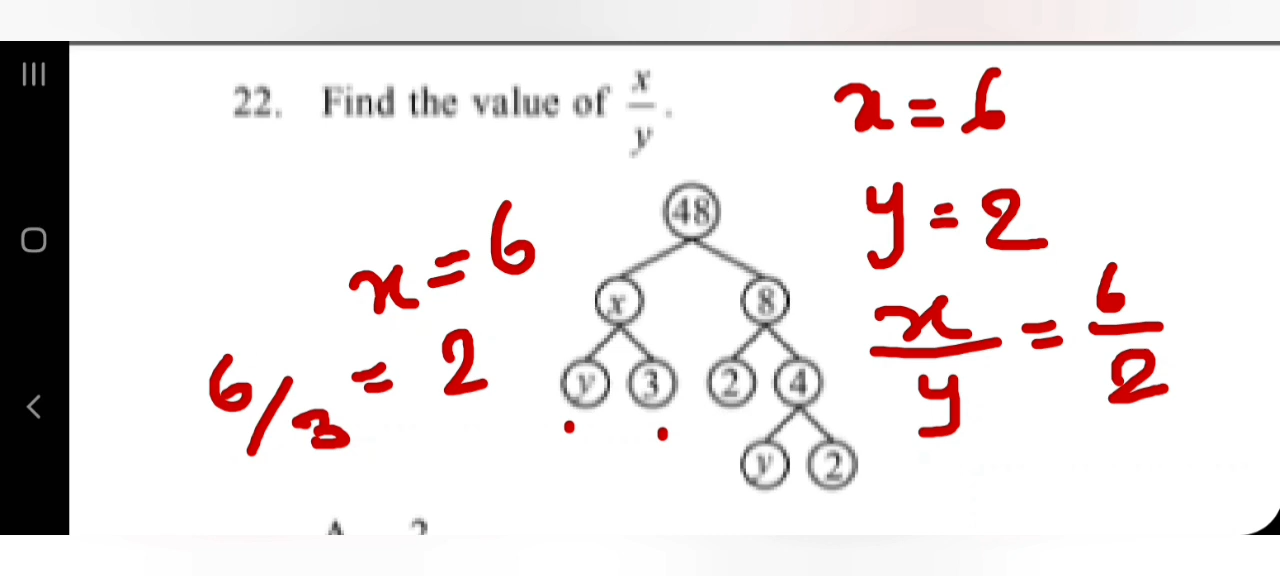 22. Find the value of x/y.
x = 6
y = 2
x/y = 6/2
x = 6
6/3 = 2
48
x 8
y 3 2 4
y 2